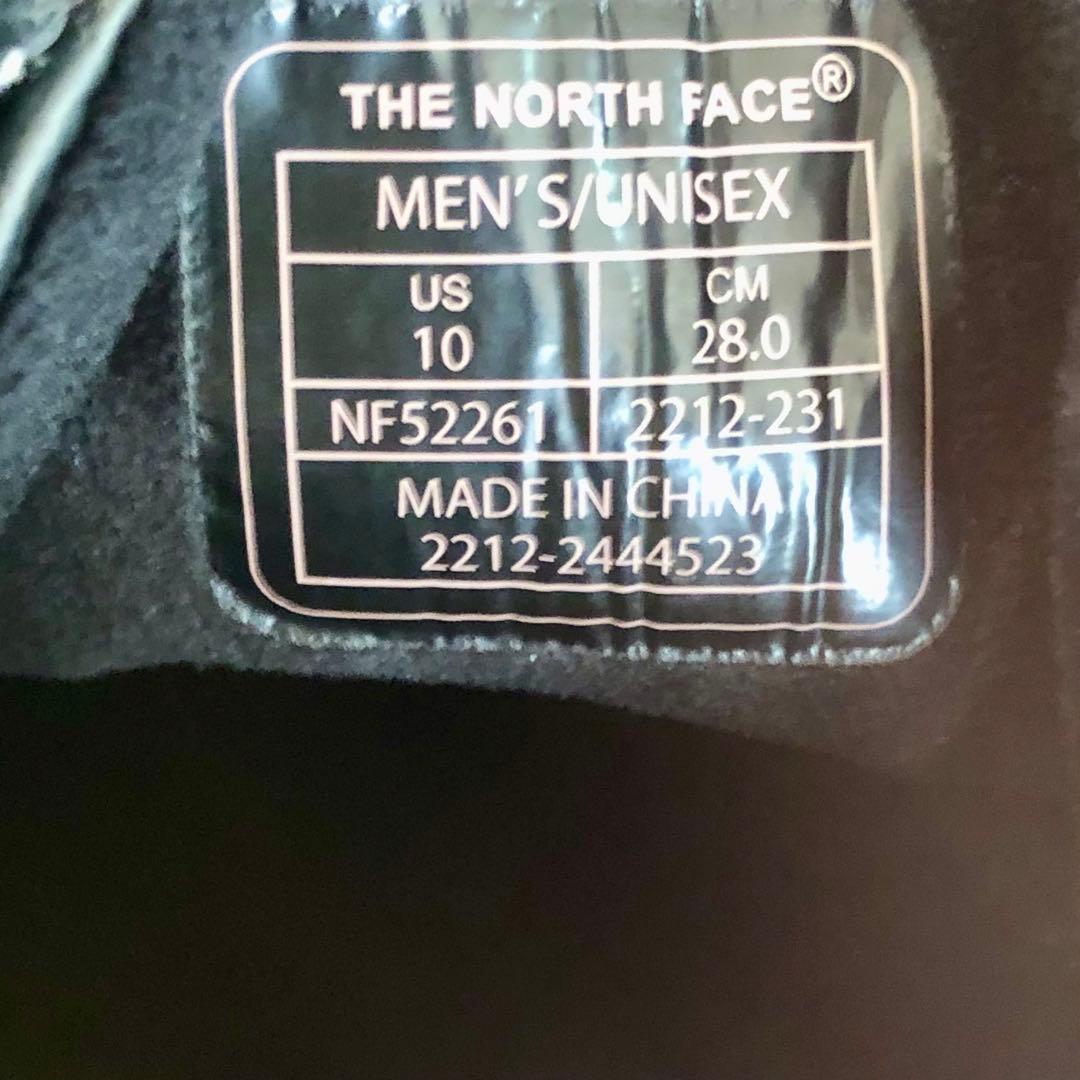 THE NORTH FACE®
MEN'S/UNISEX
US CM
10 28.0
NF52261 2212-231
MADE IN CHINA
2212-2444523